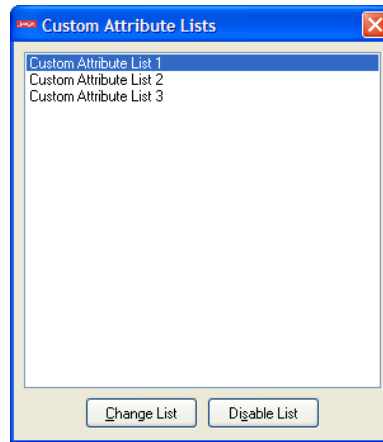 Custom Attribute Lists
Custom Attribute List 1
Custom Attribute List 2
Custom Attribute List 3
Change List
Disable List